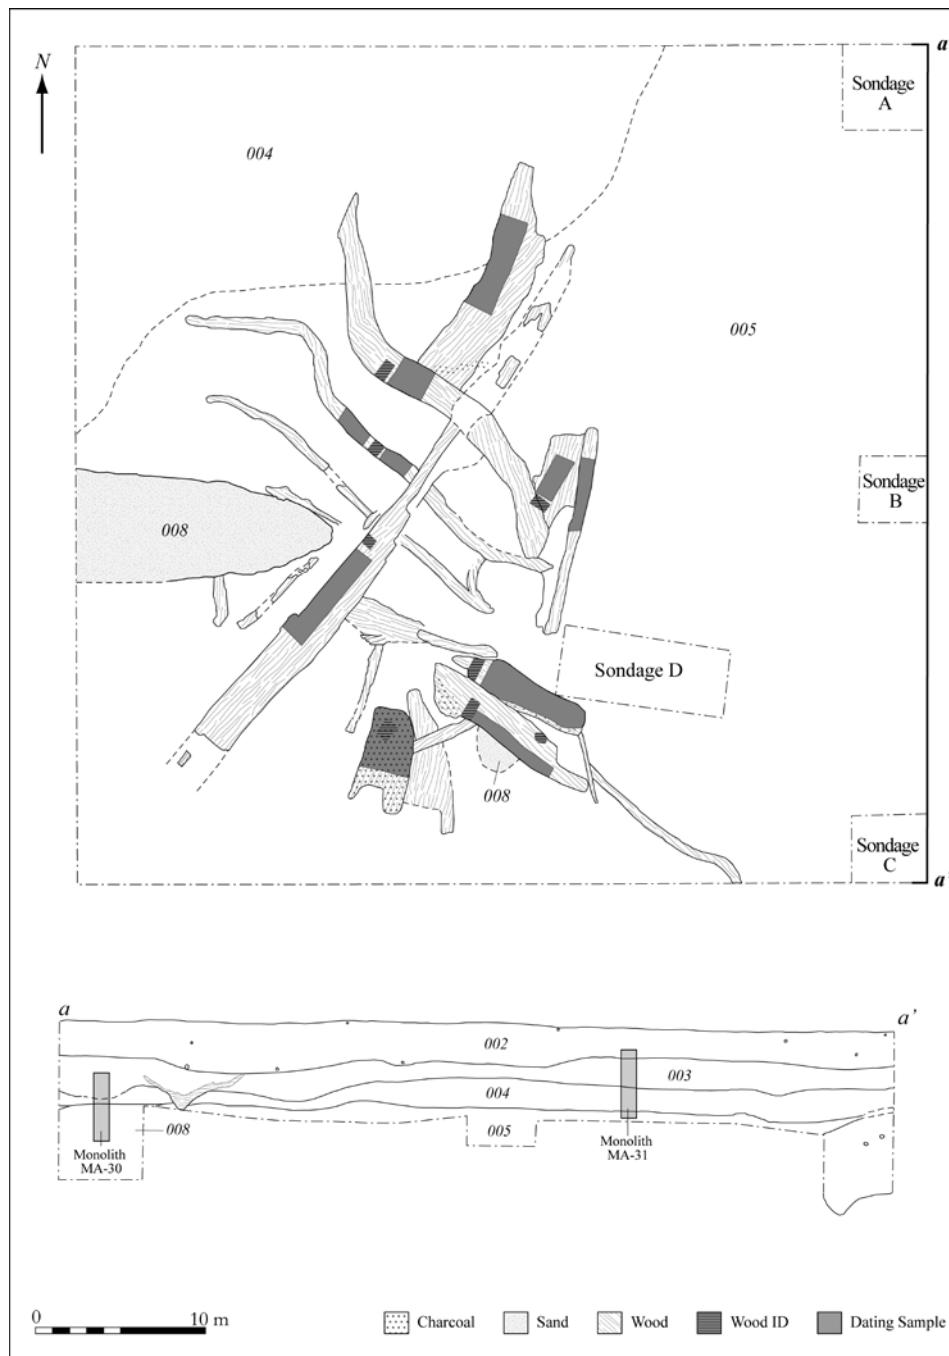 a
N
Sondage
A
004
005
Sondage
B
008
Sondage D
008
Sondage
C
a'
a
a'
002
003
004
008
005
Monolith
MA-30
Monolith
MA-31
0
10 m
Charcoal
Sand
Wood
Wood ID
Dating Sample